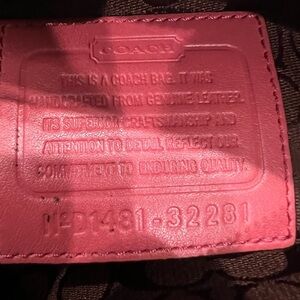 COACH
THIS IS A COACH BAG. IT WAS
HANDCRAFTED FROM GENUINE LEATHER.
ITS SUPERIOR CRAFTSMANSHIP AND
ATTENTION TO DETAIL REFLECT OUR
COMMITMENT TO ENDURING QUALITY.
Nº D1481-32281